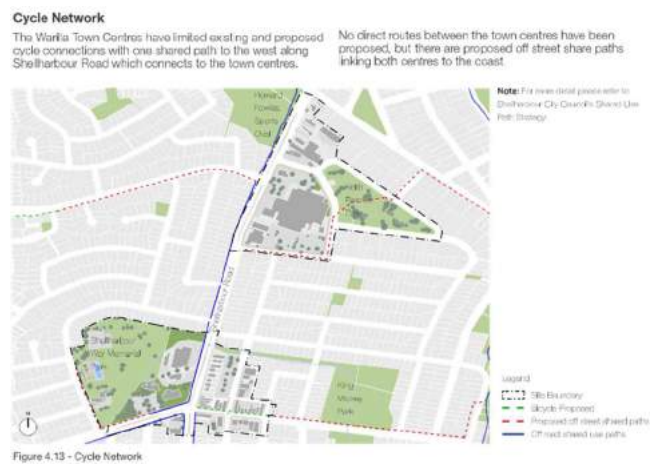 Cycle Network
The Warilla Town Centres have limited existing and proposed
cycle connections with one shared path to the west along
Shellharbour Road which connects to the town centres.
No direct routes between the town centres have been
proposed, but there are proposed off street share paths
linking both centres to the coast
Note: For more detail please refer to
Shellharbour City Council's Shared Use
Path Strategy
Howard
Fowles
Sports
Oval
Shellharbour Road
Shellharbour
War Memorial
King
Mickey
Park
N
Legend
Site Boundary
Bicycle Proposed
Proposed off street shared paths
Off road shared use paths
Figure 4.13 - Cycle Network